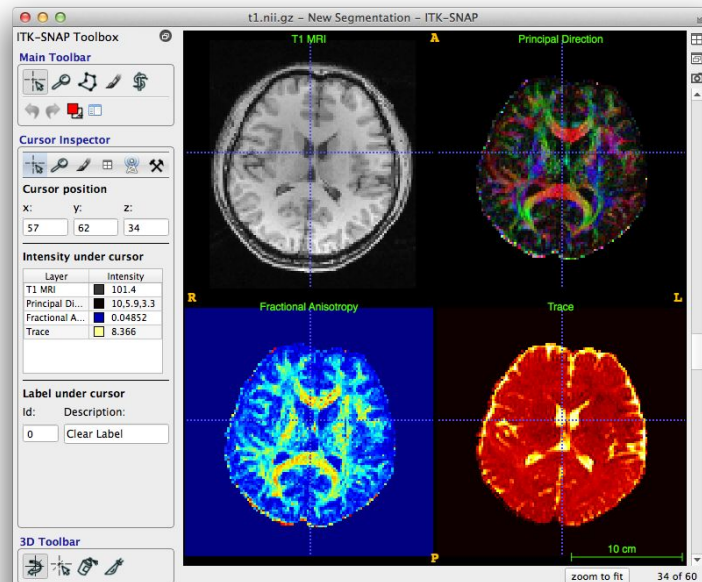 t1.nii.gz - New Segmentation - ITK-SNAP
ITK-SNAP Toolbox
Main Toolbar
Cursor Inspector
Cursor position
x: y: z:
57 62 34
Intensity under cursor
Layer Intensity
T1 MRI 101.4
Principal Di... 10,5.9,3.3
Fractional A... 0.04852
Trace 8.366
Label under cursor
Id: Description:
0 Clear Label
3D Toolbar
T1 MRI
A
Principal Direction
R
L
Fractional Anisotropy
Trace
10 cm
P
zoom to fit 34 of 60